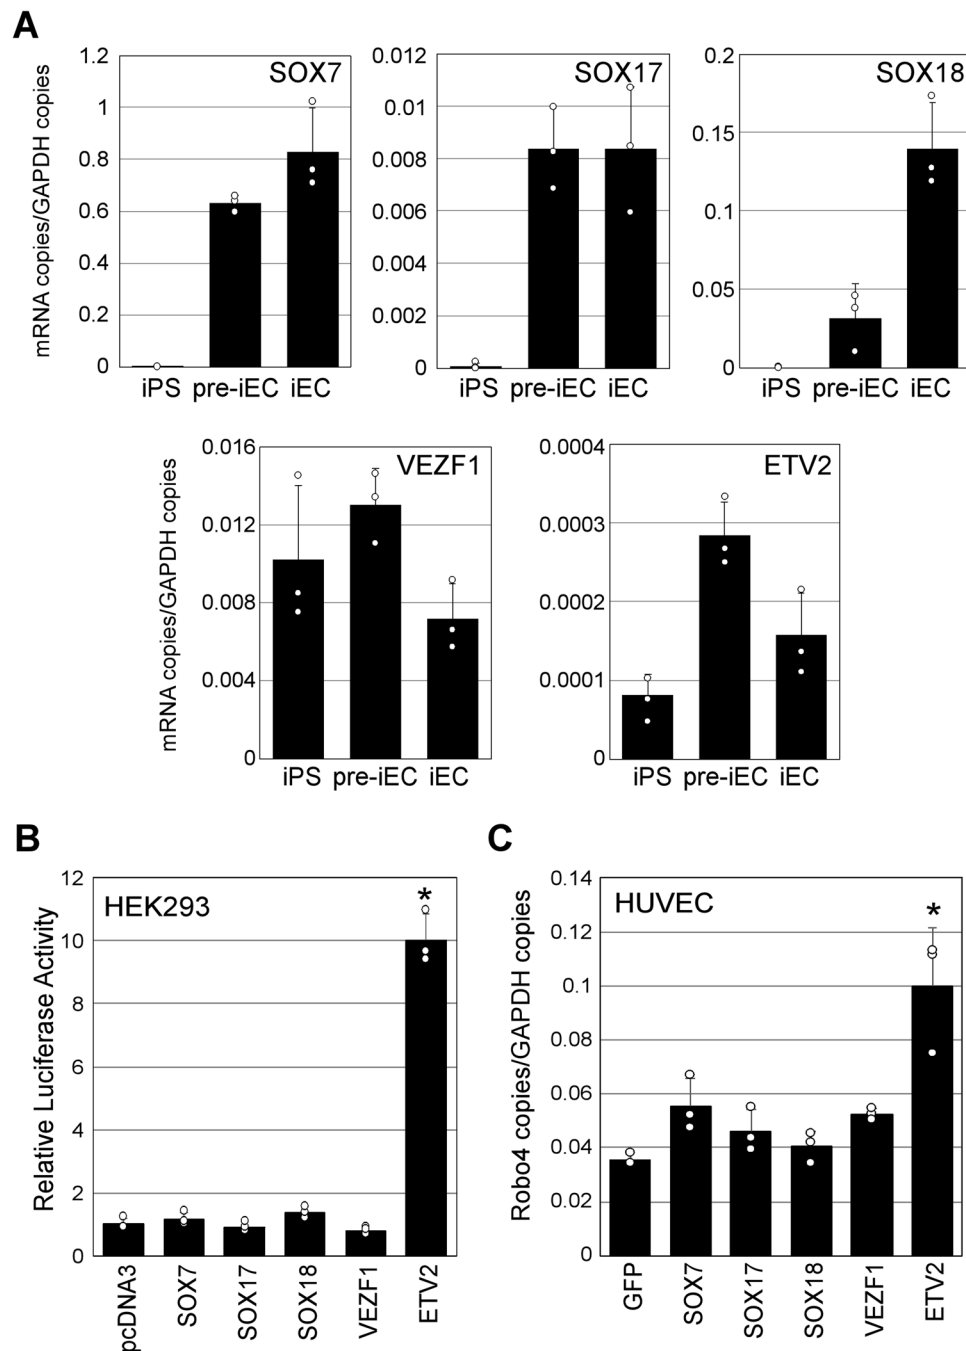 A
mRNA copies/GAPDH copies
SOX7
1.2
1
0.8
0.6
0.4
0.2
0
iPS pre-iEC iEC
SOX17
0.012
0.01
0.008
0.006
0.004
0.002
0
iPS pre-iEC iEC
SOX18
0.2
0.15
0.1
0.05
0
iPS pre-iEC iEC
mRNA copies/GAPDH copies
VEZF1
0.016
0.012
0.008
0.004
0
iPS pre-iEC iEC
ETV2
0.0004
0.0003
0.0002
0.0001
0
iPS pre-iEC iEC
B
Relative Luciferase Activity
HEK293
12
10
8
6
4
2
0
*
pcDNA3
SOX7
SOX17
SOX18
VEZF1
ETV2
C
Robo4 copies/GAPDH copies
HUVEC
0.14
0.12
0.1
0.08
0.06
0.04
0.02
0
*
GFP
SOX7
SOX17
SOX18
VEZF1
ETV2